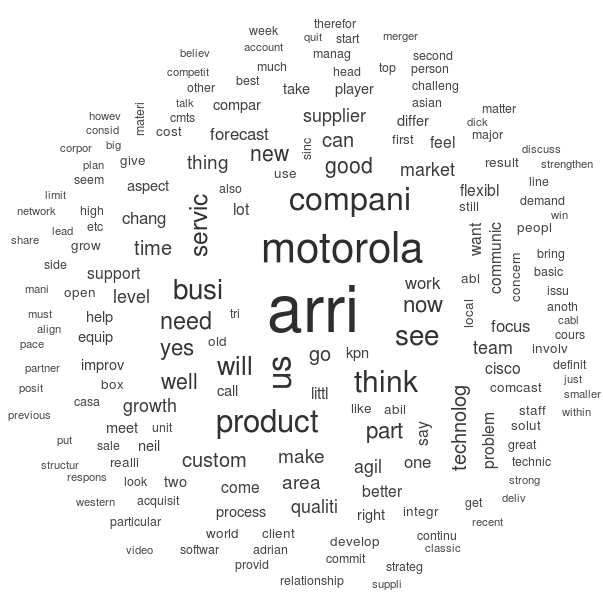 therefor
week
quit
start
merger
account
believ
manag
second
much
head
top
person
competit
best
other
take
player
challeng
talk
materi
compar
asian
howev
cmts
supplier
differ
matter
consid
cost
forecast
can
first
feel
dick
major
corpor
big
sinc
new
discuss
plan
give
thing
good
market
result
strengthen
seem
use
aspect
also
flexibl
line
limit
compani
demand
network
high
chang
servic
lot
still
win
share
lead
etc
want
communic
peopl
grow
time
motorola
side
support
abl
concern
bring
basic
mani
open
level
busi
work
issu
must
help
tri
arri
now
local
anoth
cabl
align
need
focus
pace
equip
old
see
cours
yes
team
involv
partner
improv
will
us
go
kpn
cisco
definit
posit
box
well
think
just
casa
call
littl
comcast
smaller
previous
growth
like
abil
staff
within
meet
unit
product
part
say
technolog
problem
solut
put
sale
neil
great
structur
realli
custom
make
agil
one
technic
respons
look
two
area
strong
western
acquisit
come
better
get
deliv
particular
process
qualiti
right
integr
recent
world
client
continu
video
softwar
adrian
develop
classic
provid
commit
strateg
relationship
suppli